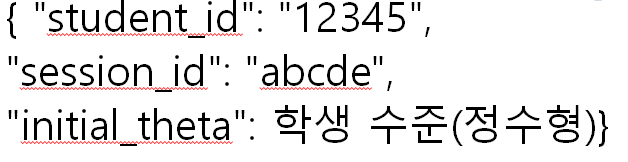 { "student_id": "12345",
"session_id": "abcde",
"initial_theta": 학생 수준(정수형)}